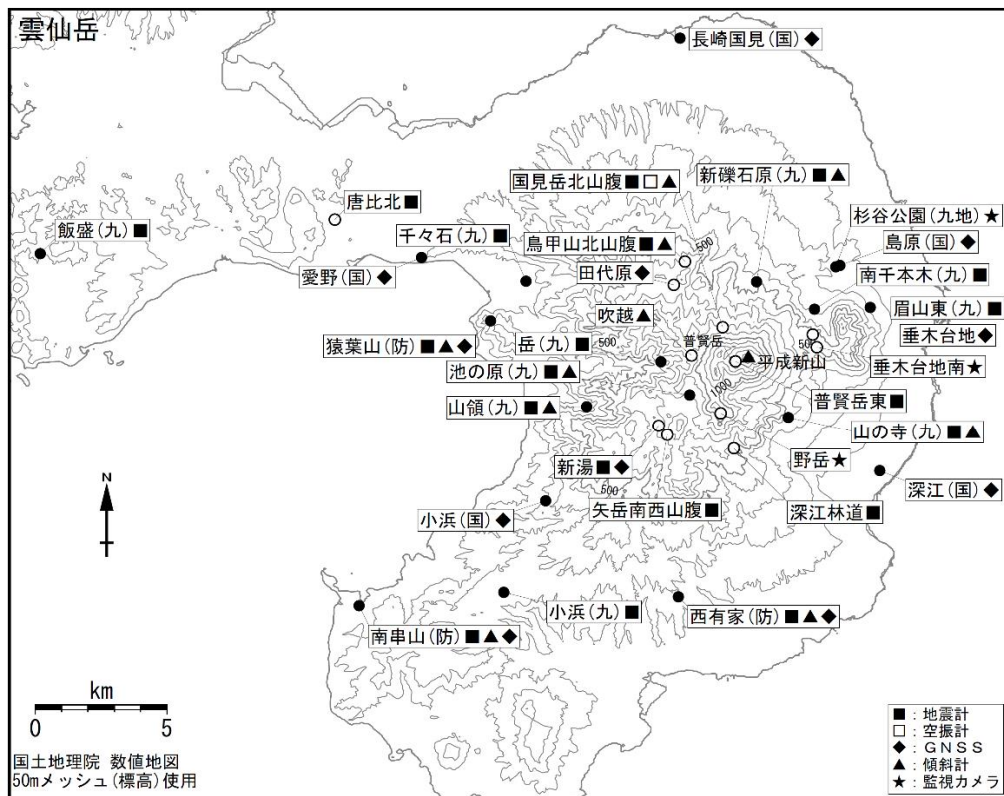 雲仙岳
長崎国見(国)◆
国見岳北山腹■□▲
新礫石原(九)■▲
唐比北■
杉谷公園(九地)★
飯盛(九)■
千々石(九)■
鳥甲山北山腹■▲
島原(国)◆
500
愛野(国)◆
田代原◆
南千本木(九)■
吹越▲
眉山東(九)■
猿葉山(防)■▲◆
岳(九)■
500
普賢岳
500
垂木台地◆
池の原(九)■▲
平成新山
垂木台地南★
1000
山領(九)■▲
普賢岳東■
山の寺(九)■▲
新湯■◆
野岳★
500
小浜(国)◆
矢岳南西山腹■
深江林道■
深江(国)◆
N
小浜(九)■
西有家(防)■▲◆
南串山(防)■▲◆
km
0 5
国土地理院 数値地図
50mメッシュ(標高)使用
■:地震計
□:空振計
◆:GNSS
▲:傾斜計
★:監視カメラ